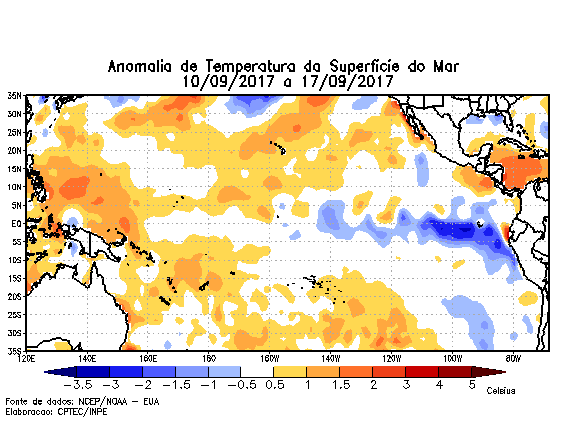 Anomalia de Temperatura da Superfície do Mar
10/09/2017 a 17/09/2017
35N
30N
25N
20N
15N
10N
5N
EQ
5S
10S
15S
20S
25S
30S
35S
120E 140E 160E 180 160W 140W 120W 100W 80W
−3.5 −3 −2 −1.5 −1 −0.5 0.5 1 1.5 2 3 4 5
Celsius
Fonte de dados: NCEP/NOAA − EUA
Elaboracao: CPTEC/INPE